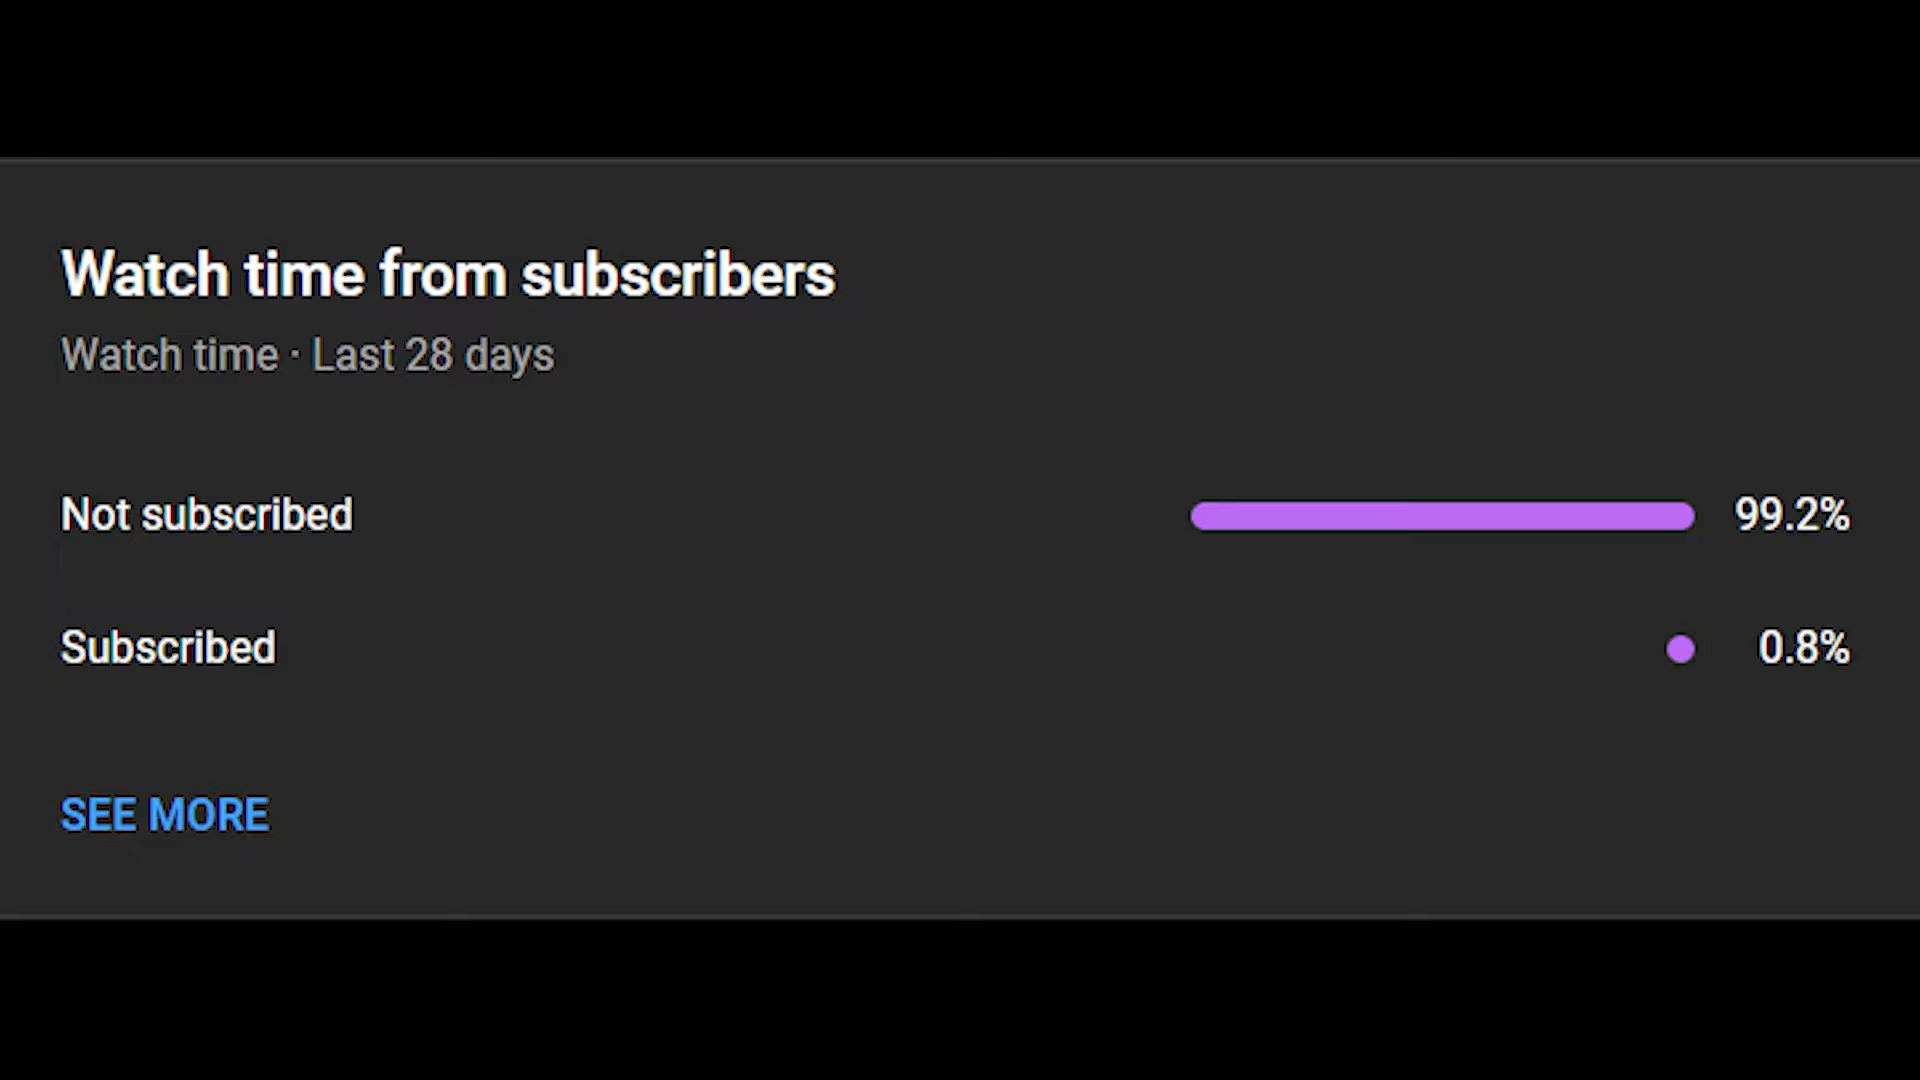 Watch time from subscribers
Watch time · Last 28 days
Not subscribed 99.2%
Subscribed 0.8%
SEE MORE